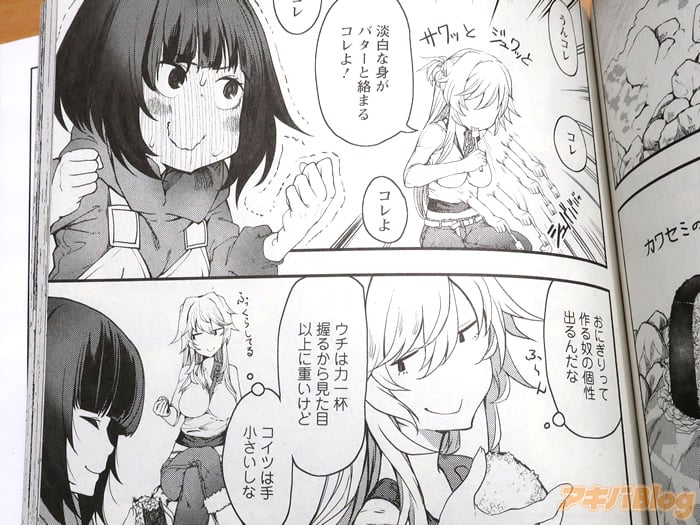 うんコレ
ジュワッと
サクッと
コレ
淡白な身が
バターと絡まる
コレよ!
コレ
コレよ
カワセミの
おにぎりって
作る奴の個性
出るんだな
ふーん
ウチは力一杯
握るから見た目
以上に重いけど
コイツは手
小さいしな
ふっくらしてる
アキバBlog